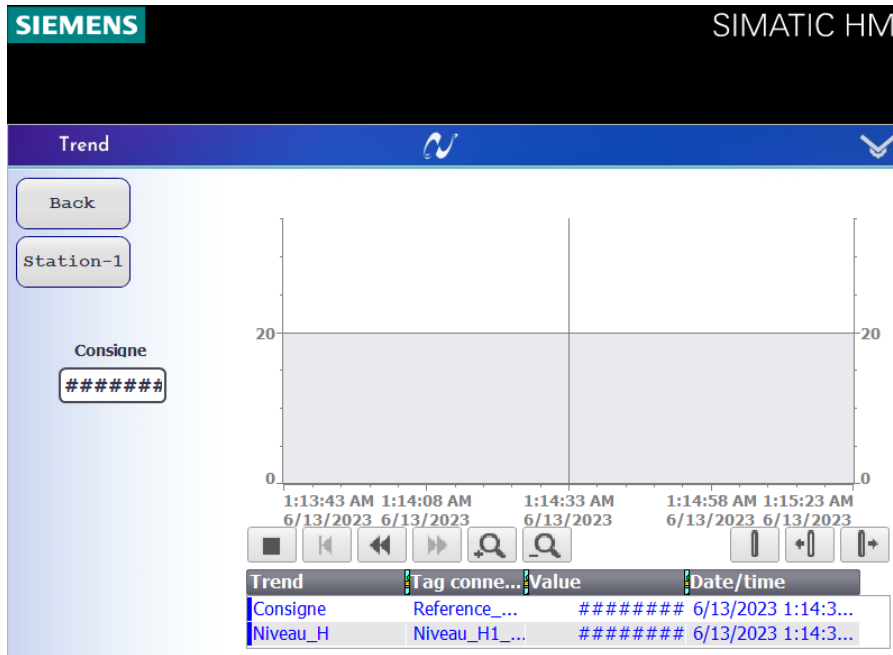 SIEMENS
SIMATIC HM
Trend
Back
Station-1
Consigne
#######
20
20
0
0
1:13:43 AM 1:14:08 AM 1:14:33 AM 1:14:58 AM 1:15:23 AM
6/13/2023 6/13/2023 6/13/2023 6/13/2023 6/13/2023
Trend Tag conne... Value Date/time
Consigne Reference_... ######## 6/13/2023 1:14:3...
Niveau_H Niveau_H1_... ######## 6/13/2023 1:14:3...